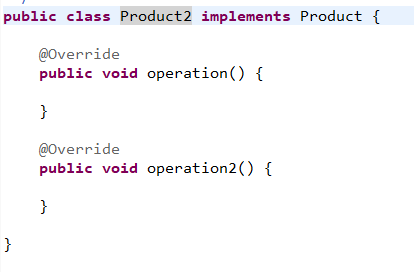 public class Product2 implements Product {
@Override
public void operation() {
}
@Override
public void operation2() {
}
}